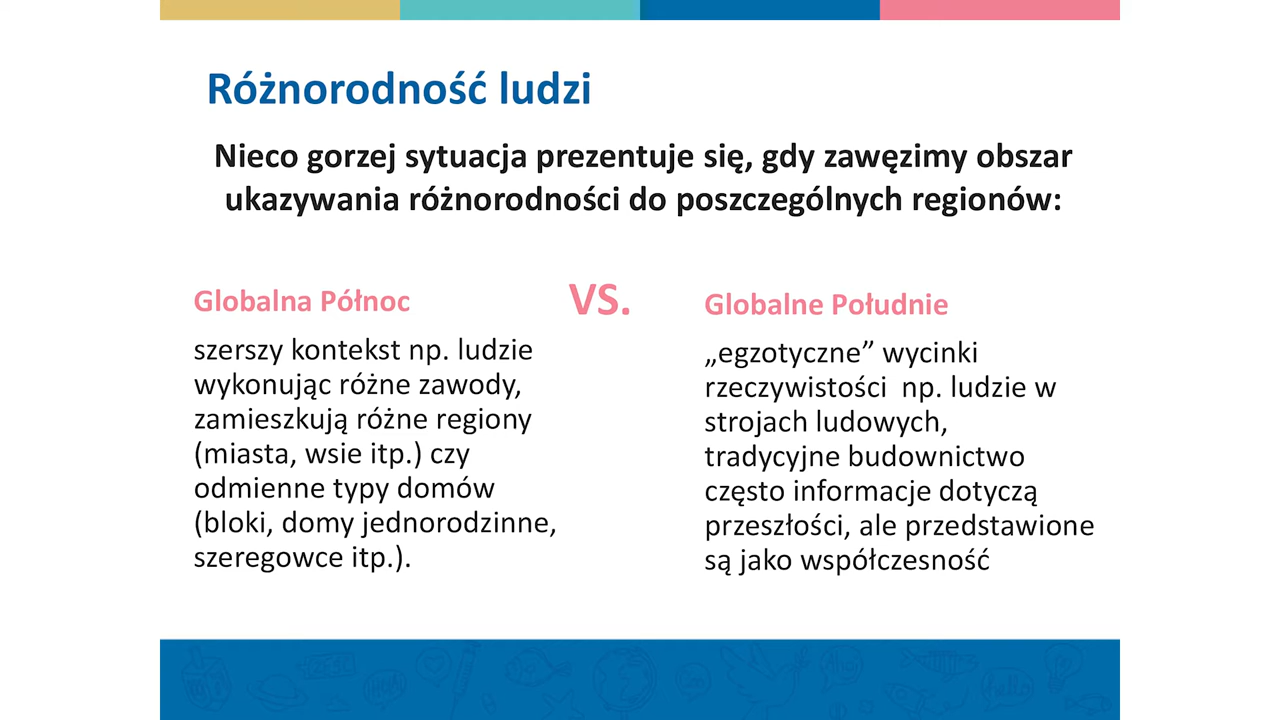 Różnorodność ludzi
Nieco gorzej sytuacja prezentuje się, gdy zawęzimy obszar
ukazywania różnorodności do poszczególnych regionów:
Globalna Północ
szerszy kontekst np. ludzie
wykonując różne zawody,
zamieszkują różne regiony
(miasta, wsie itp.) czy
odmienne typy domów
(bloki, domy jednorodzinne,
szeregowce itp.).
VS.
Globalne Południe
„egzotyczne” wycinki
rzeczywistości  np. ludzie w
strojach ludowych,
tradycyjne budownictwo
często informacje dotyczą
przeszłości, ale przedstawione
są jako współczesność